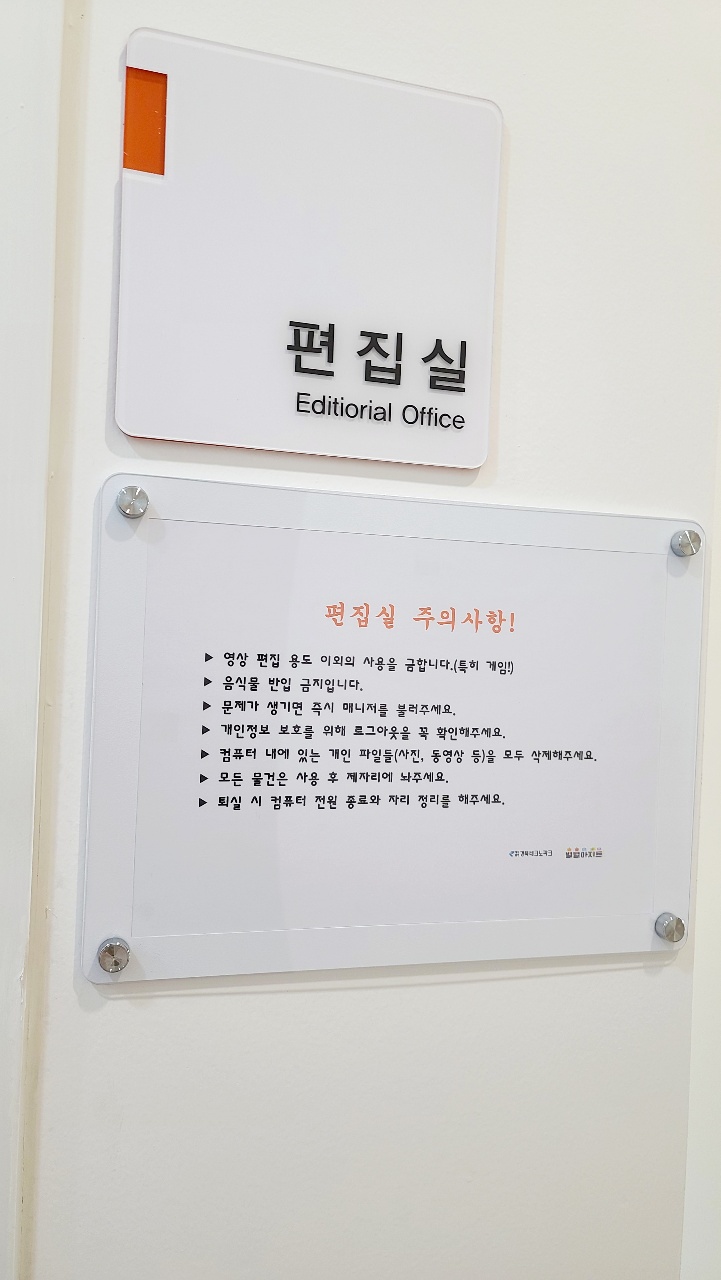 편집실
Editiorial Office
편집실 주의사항!
▶ 영상 편집 용도 이외의 사용을 금합니다.(특히 게임!)
▶ 음식물 반입 금지입니다.
▶ 문제가 생기면 즉시 매니저를 불러주세요.
▶ 개인정보 보호를 위해 로그아웃을 꼭 확인해주세요.
▶ 컴퓨터 내에 있는 개인 파일들(사진, 동영상 등)을 모두 삭제해주세요.
▶ 모든 물건은 사용 후 제자리에 놔주세요.
▶ 퇴실 시 컴퓨터 전원 종료와 자리 정리를 해주세요.